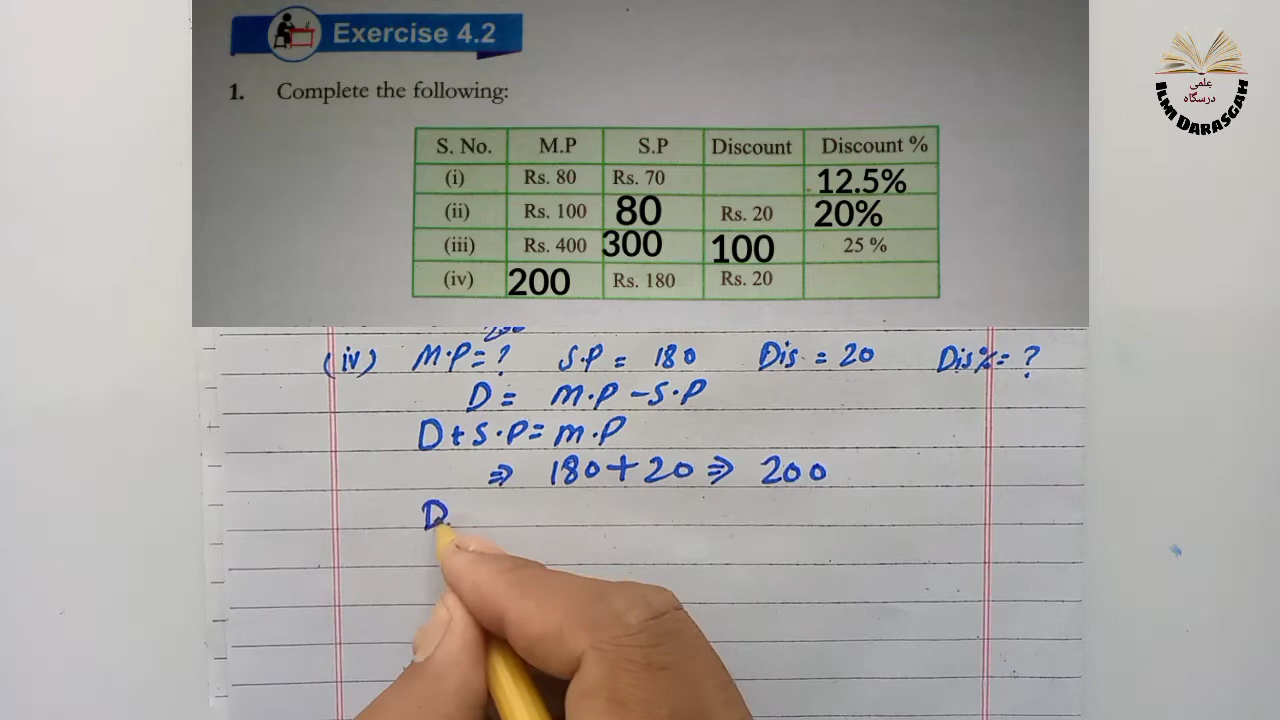 Exercise 4.2
علمی
درسگاہ
ILMI DARASGAH
1. Complete the following:
S. No. M.P S.P Discount Discount %
(i) Rs. 80 Rs. 70 12.5%
(ii) Rs. 100 80 Rs. 20 20%
(iii) Rs. 400 300 100 25 %
(iv) 200 Rs. 180 Rs. 20
200
(iv) M.P = ? S.P = 180 Dis = 20 Dis% = ?
D = M.P - S.P
D + S.P = M.P
⇒ 180 + 20 ⇒ 200
D